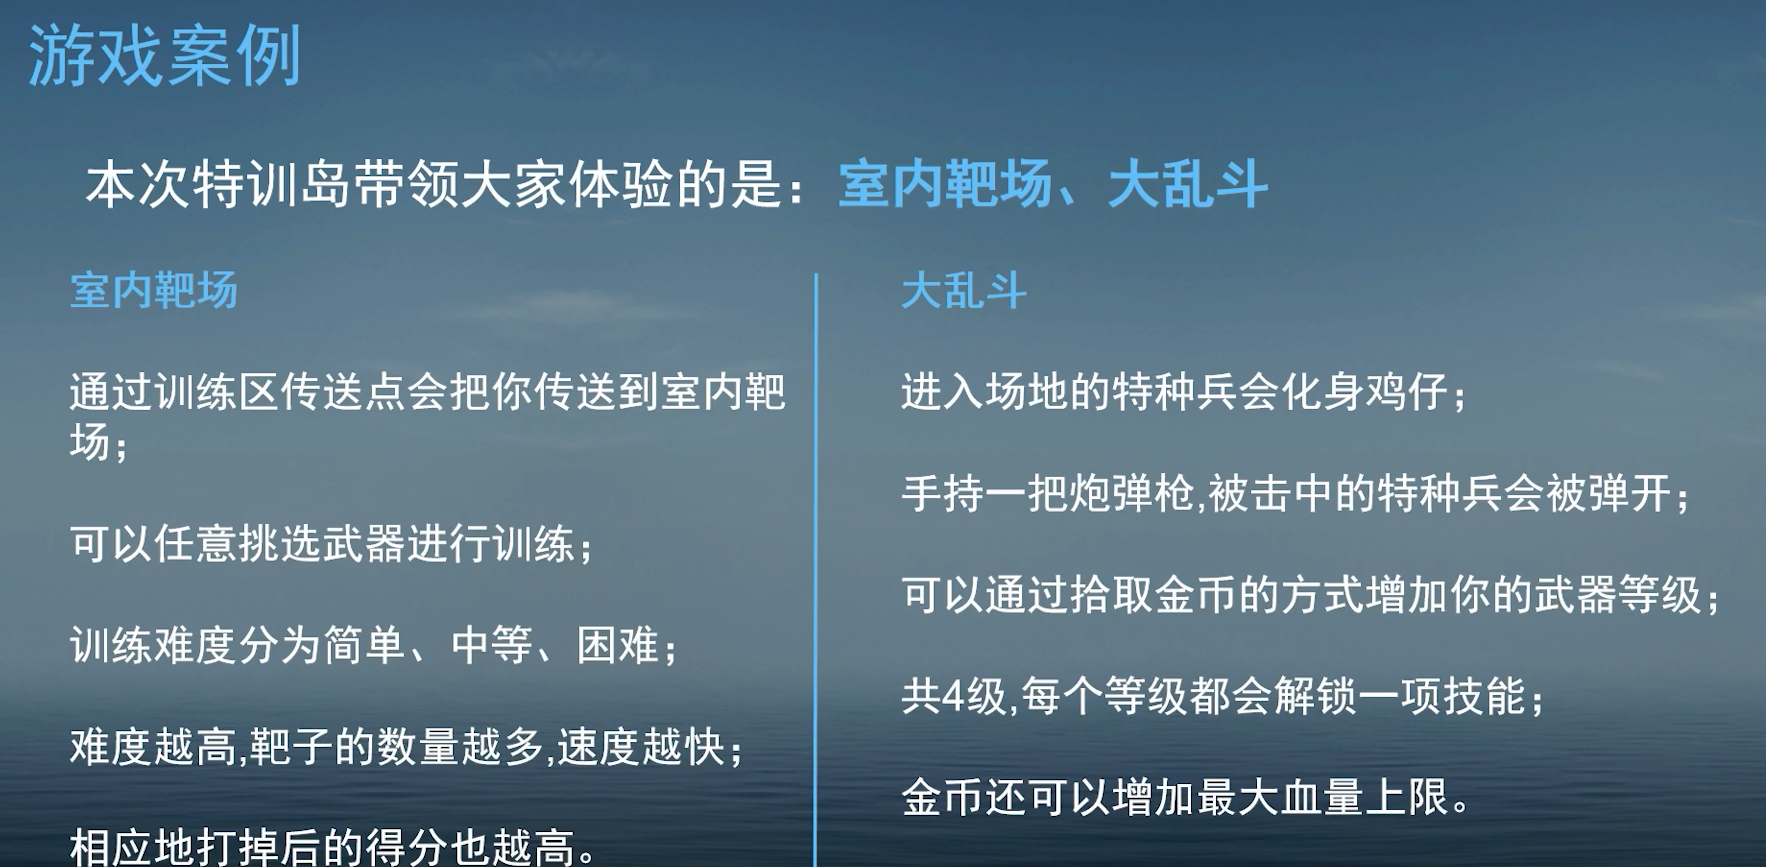 游戏案例
本次特训岛带领大家体验的是：室内靶场、大乱斗
室内靶场
通过训练区传送点会把你传送到室内靶
场；
可以任意挑选武器进行训练；
训练难度分为简单、中等、困难；
难度越高,靶子的数量越多,速度越快；
相应地打掉后的得分也越高。
大乱斗
进入场地的特种兵会化身鸡仔；
手持一把炮弹枪,被击中的特种兵会被弹开；
可以通过拾取金币的方式增加你的武器等级；
共4级,每个等级都会解锁一项技能；
金币还可以增加最大血量上限。